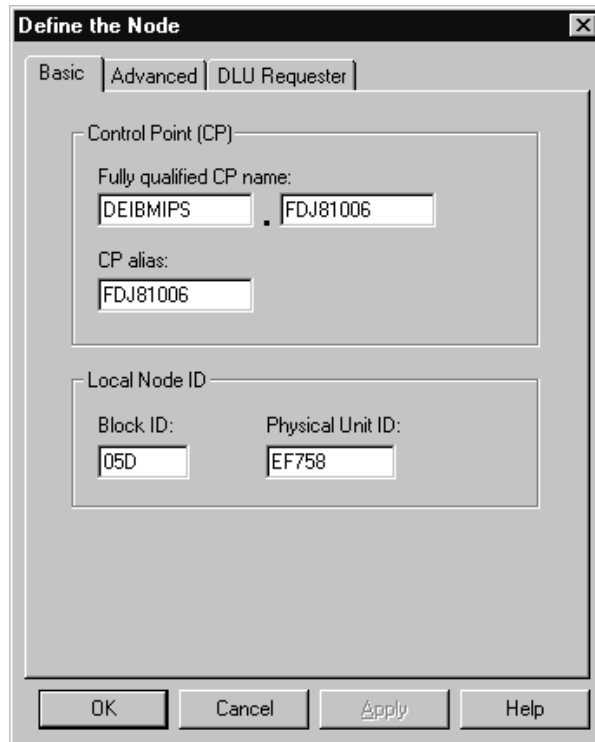 Define the Node
Basic Advanced DLU Requester
Control Point (CP)
Fully qualified CP name:
DEIBMIPS . FDJ81006
CP alias:
FDJ81006
Local Node ID
Block ID: Physical Unit ID:
05D EF758
OK Cancel Apply Help